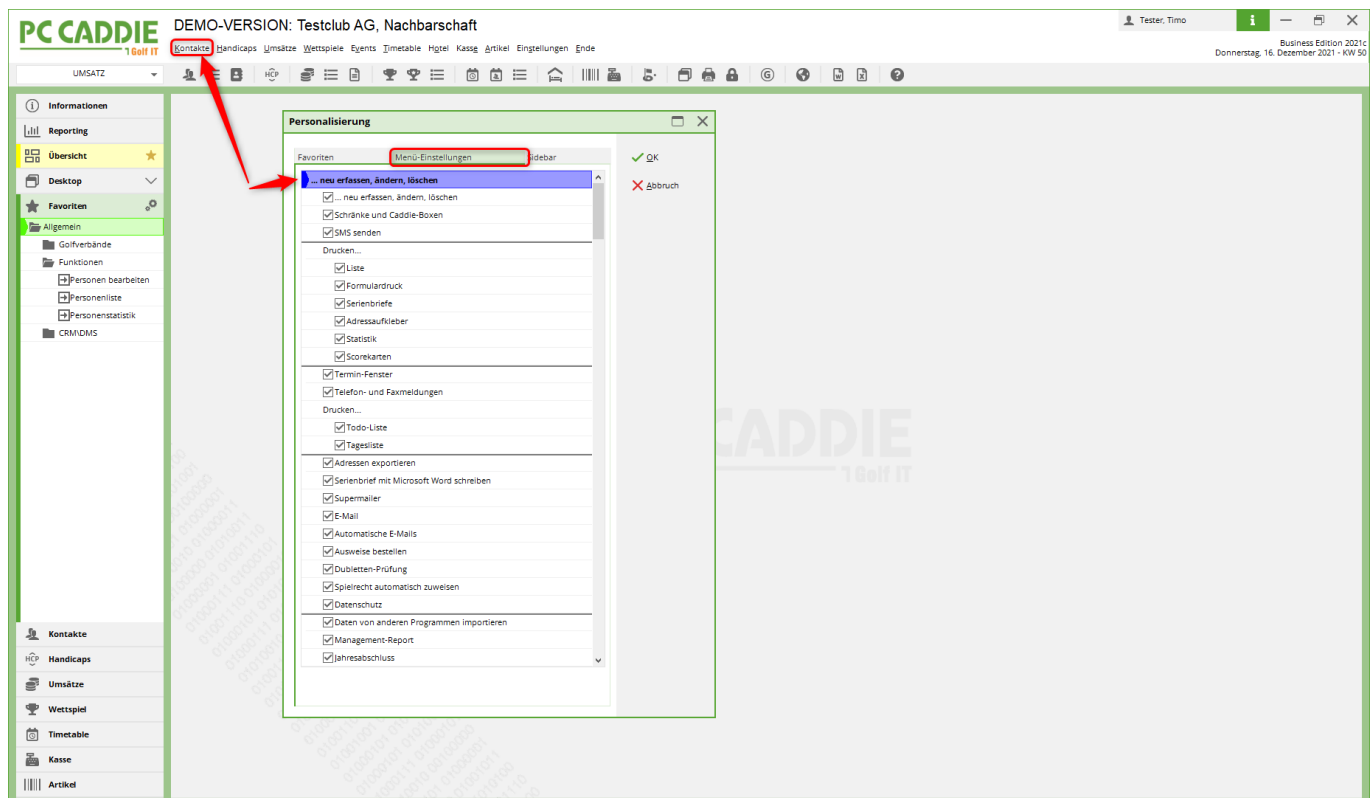 PC CADDIE
Golf IT
DEMO-VERSION: Testclub AG, Nachbarschaft
Tester, Timo
i
Kontakte Handicaps Umsätze Wettspiele Events Timetable Hotel Kasse Artikel Einstellungen Ende
Business Edition 2021c
Donnerstag, 16. Dezember 2021 - KW 50
UMSATZ
HCP
Informationen
Reporting
Übersicht
Desktop
Favoriten
Allgemein
Golfverbände
Funktionen
Personen bearbeiten
Personenliste
Personenstatistik
CRM\DMS
Kontakte
HCP Handicaps
Umsätze
Wettspiel
Timetable
Kasse
Artikel
Personalisierung
Favoriten Menü-Einstellungen Sidebar
OK
Abbruch
... neu erfassen, ändern, löschen
... neu erfassen, ändern, löschen
Schränke und Caddie-Boxen
SMS senden
Drucken...
Liste
Formulardruck
Serienbriefe
Adressaufkleber
Statistik
Scorekarten
Termin-Fenster
Telefon- und Faxmeldungen
Drucken...
Todo-Liste
Tagesliste
Adressen exportieren
Serienbrief mit Microsoft Word schreiben
Supermailer
E-Mail
Automatische E-Mails
Ausweise bestellen
Dubletten-Prüfung
Spielrecht automatisch zuweisen
Datenschutz
Daten von anderen Programmen importieren
Management-Report
Jahresabschluss
CADDIE
Golf IT